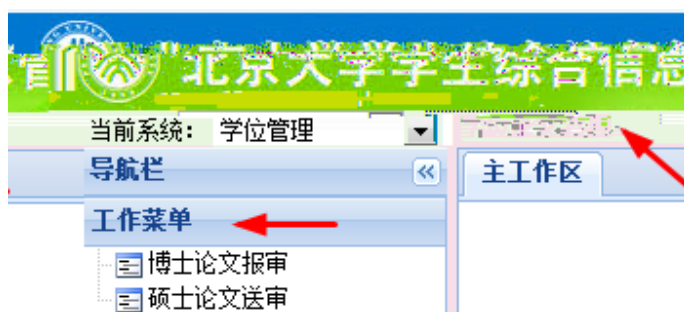 北京大学学生综合信息
当前系统： 学位管理
导航栏
主工作区
工作菜单
博士论文报审
硕士论文送审